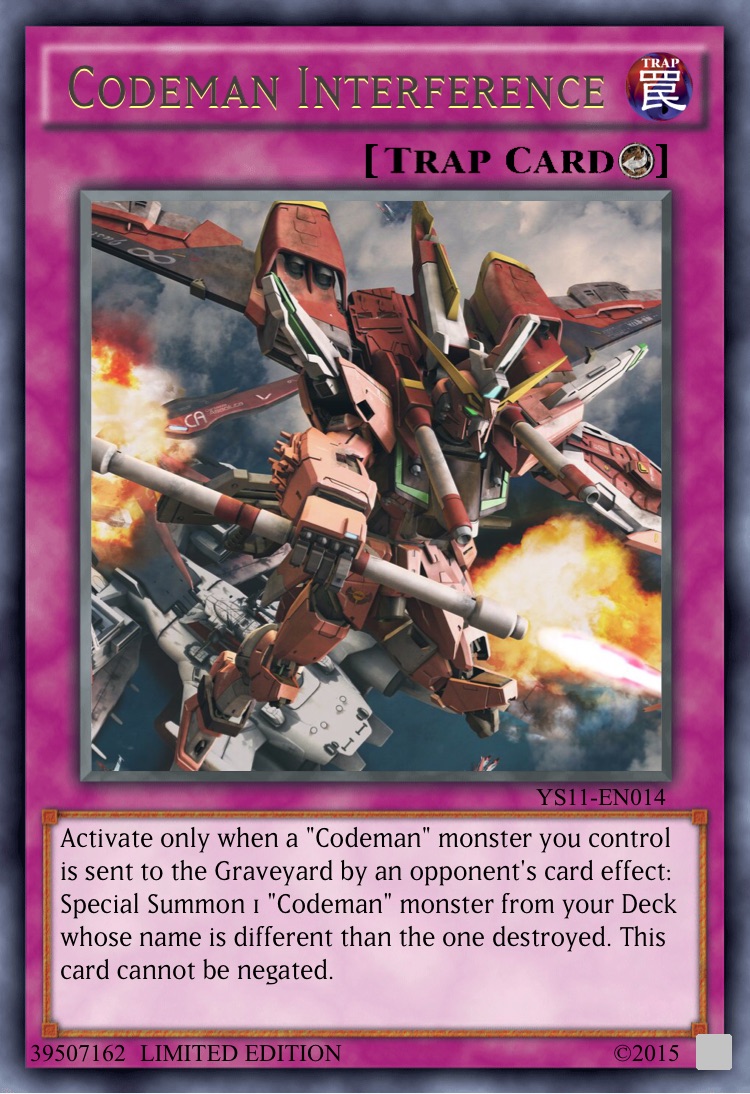 CODEMAN INTERFERENCE
TRAP
罠
[TRAP CARD]
CA
YS11-EN014
Activate only when a "Codeman" monster you control
is sent to the Graveyard by an opponent's card effect:
Special Summon 1 "Codeman" monster from your Deck
whose name is different than the one destroyed. This
card cannot be negated.
39507162 LIMITED EDITION
©2015